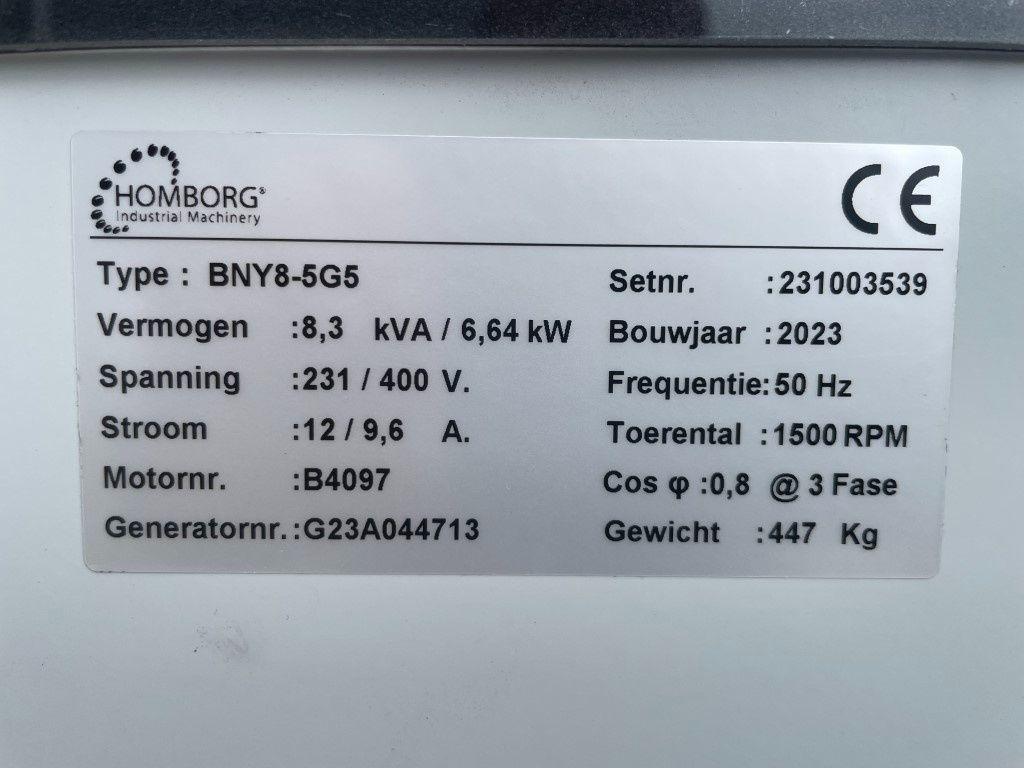 HOMBORG®
Industrial Machinery
CE
Type : BNY8-5G5
Setnr. :231003539
Vermogen :8,3 kVA / 6,64 kW
Bouwjaar :2023
Spanning :231 / 400 V.
Frequentie:50 Hz
Stroom :12 / 9,6 A.
Toerental :1500 RPM
Motornr. :B4097
Cos φ :0,8 @ 3 Fase
Generatornr.:G23A044713
Gewicht :447 Kg